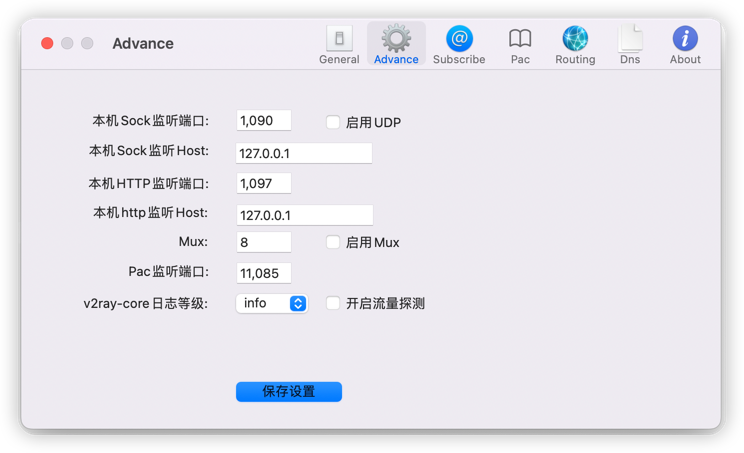 Advance
General
Advance
Subscribe
Pac
Routing
Dns
About
本机Sock监听端口: 1,090 启用UDP
本机Sock监听Host: 127.0.0.1
本机HTTP监听端口: 1,097
本机http监听Host: 127.0.0.1
Mux: 8 启用Mux
Pac监听端口: 11,085
v2ray-core日志等级: info 开启流量探测
保存设置